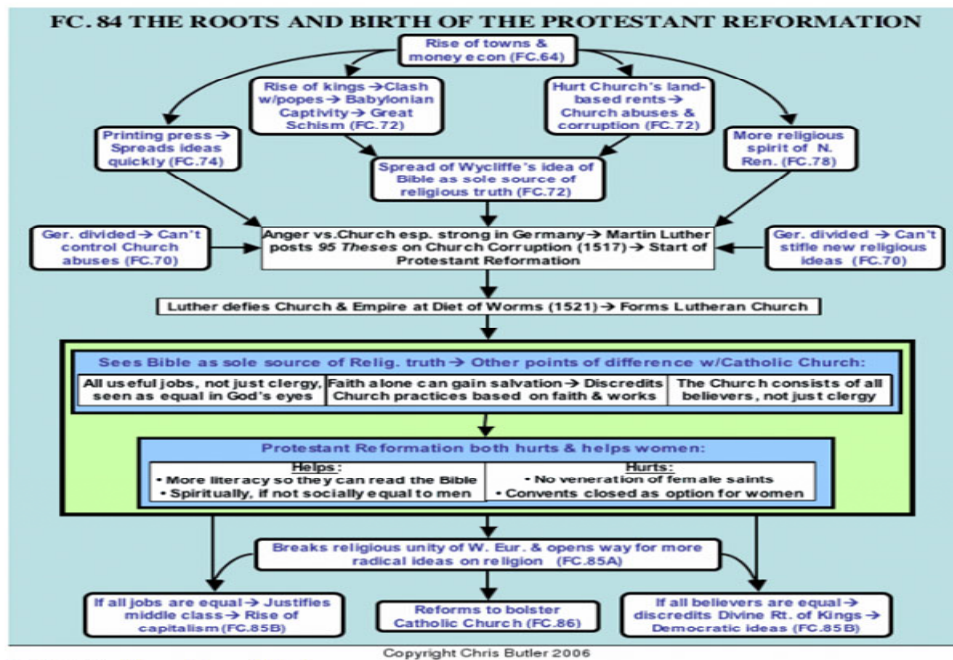 FC. 84 THE ROOTS AND BIRTH OF THE PROTESTANT REFORMATION
Rise of towns &
money econ (FC.64)
Rise of kings → Clash
w/popes → Babylonian
Captivity → Great
Schism (FC.72)
Hurt Church's land-
based rents →
Church abuses &
corruption (FC.72)
Printing press →
Spreads ideas
quickly (FC.74)
More religious
spirit of N.
Ren. (FC.78)
Spread of Wycliffe's idea of
Bible as sole source of
religious truth (FC.72)
Ger. divided → Can't
control Church
abuses (FC.70)
Anger vs.Church esp. strong in Germany → Martin Luther
posts 95 Theses on Church Corruption (1517) → Start of
Protestant Reformation
Ger. divided → Can't
stifle new religious
ideas (FC.70)
Luther defies Church & Empire at Diet of Worms (1521) → Forms Lutheran Church
Sees Bible as sole source of Relig. truth → Other points of difference w/Catholic Church:
All useful jobs, not just clergy,
seen as equal in God's eyes
Faith alone can gain salvation → Discredits
Church practices based on faith & works
The Church consists of all
believers, not just clergy
Protestant Reformation both hurts & helps women:
Helps:
• More literacy so they can read the Bible
• Spiritually, if not socially equal to men
Hurts:
• No veneration of female saints
• Convents closed as option for women
Breaks religious unity of W. Eur. & opens way for more
radical ideas on religion (FC.85A)
If all jobs are equal → Justifies
middle class → Rise of
capitalism (FC.85B)
Reforms to bolster
Catholic Church (FC.86)
If all believers are equal →
discredits Divine Rt. of Kings →
Democratic ideas (FC.85B)
Copyright Chris Butler 2006